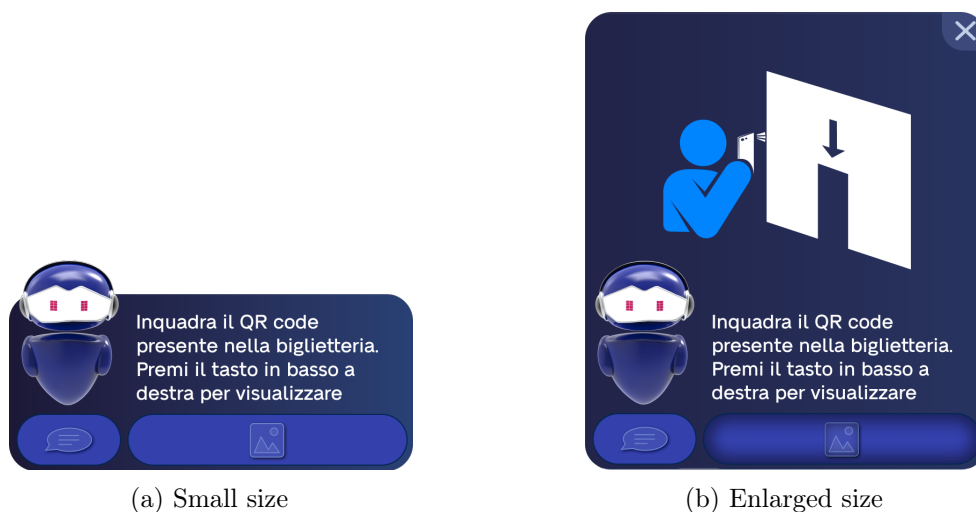 Inquadra il QR code
presente nella biglietteria.
Premi il tasto in basso a
destra per visualizzare
(a) Small size
Inquadra il QR code
presente nella biglietteria.
Premi il tasto in basso a
destra per visualizzare
(b) Enlarged size